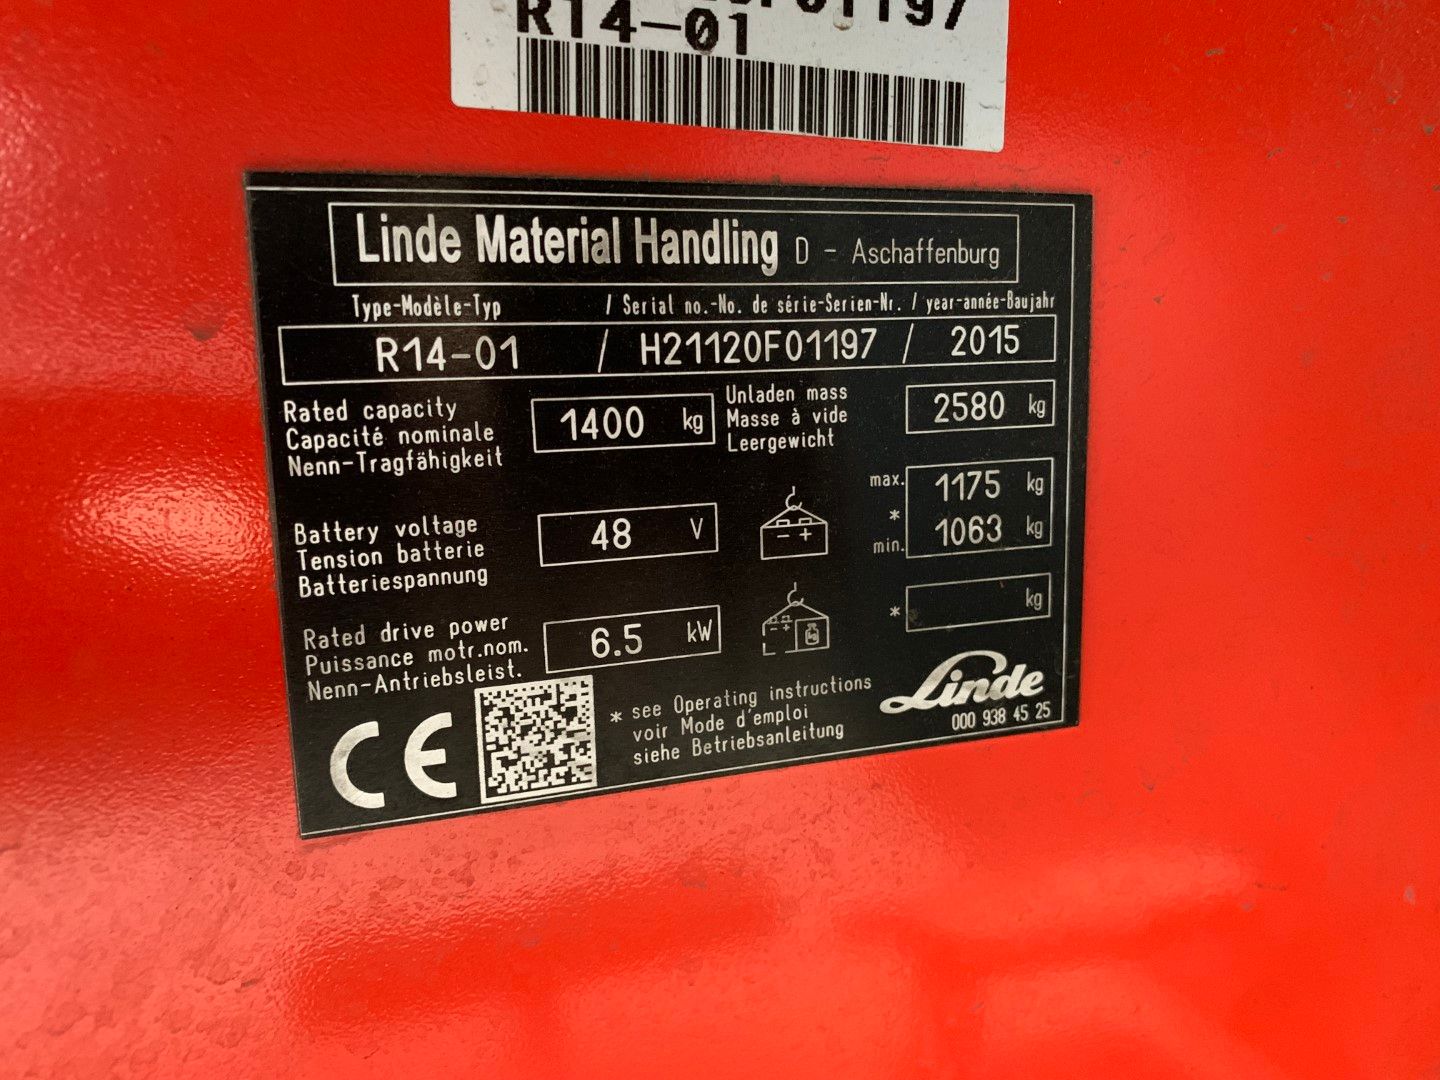 F01197
R14-01
Linde Material Handling D - Aschaffenburg
Type-Modèle-Typ / Serial no.-No. de série-Serien-Nr. / year-année-Baujahr
R14-01 / H21120F01197 / 2015
Rated capacity
Capacité nominale
Nenn-Tragfähigkeit
1400 kg
Unladen mass
Masse à vide
Leergewicht
2580 kg
Battery voltage
Tension batterie
Batteriespannung
48 V
- +
max. 1175 kg
*
min. 1063 kg
Rated drive power
Puissance motr.nom.
Nenn-Antriebsleist.
6.5 kW
- + kg
* kg
CE
* see Operating instructions
voir Mode d'emploi
siehe Betriebsanleitung
Linde
000 938 45 25